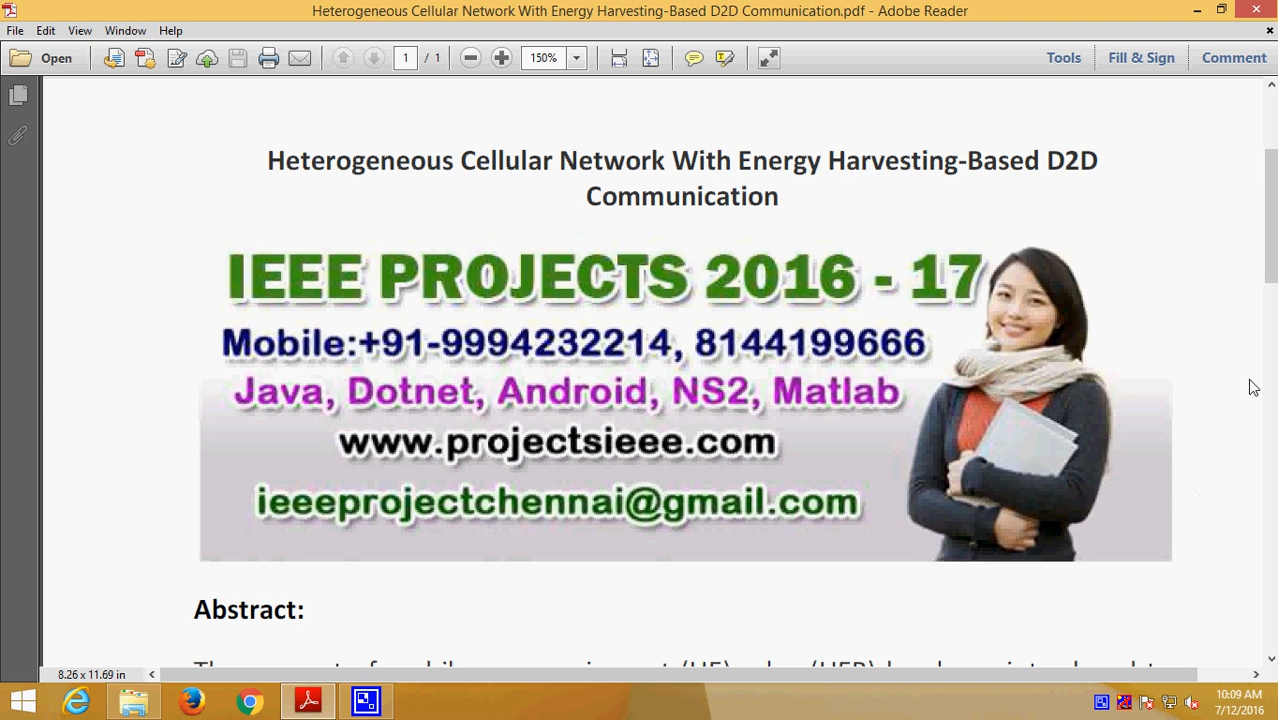 Heterogeneous Cellular Network With Energy Harvesting-Based D2D Communication.pdf - Adobe Reader
File Edit View Window Help
Open 1 / 1 150% Tools Fill & Sign Comment
Heterogeneous Cellular Network With Energy Harvesting-Based D2D
Communication
IEEE PROJECTS 2016 - 17
Mobile:+91-9994232214, 8144199666
Java, Dotnet, Android, NS2, Matlab
www.projectsieee.com
ieeeprojectchennai@gmail.com
Abstract:
8.26 x 11.69 in
10:09 AM
7/12/2016